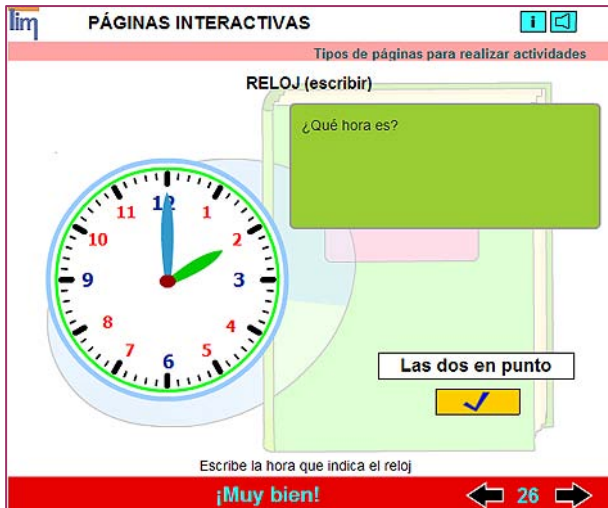 lim
PÁGINAS INTERACTIVAS
i
Tipos de páginas para realizar actividades
RELOJ (escribir)
¿Qué hora es?
12
1
2
3
4
5
6
7
8
9
10
11
Las dos en punto
Escribe la hora que indica el reloj
¡Muy bien!
26